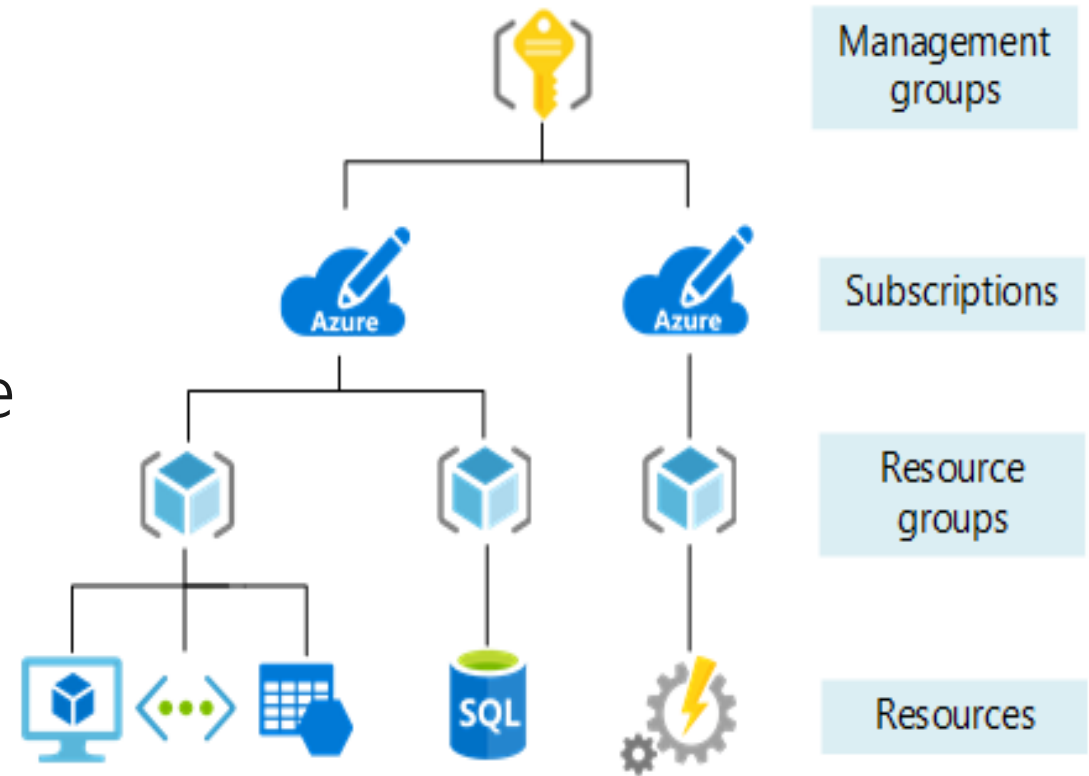 Management
groups
Azure
Azure
Subscriptions
e
Resource
groups
SQL
Resources